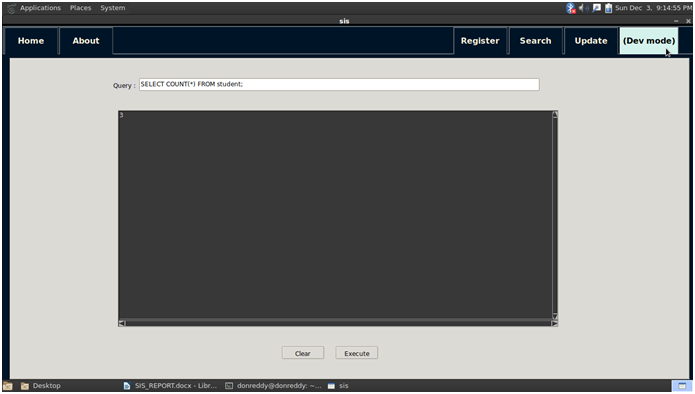 Applications Places System Sun Dec 3, 9:14:55 PM
sis
Home About Register Search Update (Dev mode)
Query : SELECT COUNT(*) FROM student;
3
Clear Execute
Desktop SIS_REPORT.docx - Libr... donreddy@donreddy: ~... sis